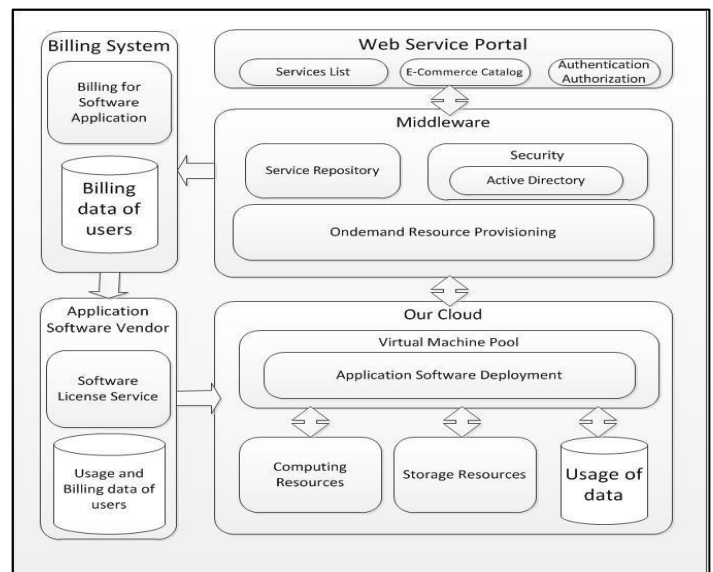 Billing System
Billing for
Software
Application
Billing
data of
users
Web Service Portal
Services List
E-Commerce Catalog
Authentication
Authorization
Middleware
Service Repository
Security
Active Directory
Ondemand Resource Provisioning
Application
Software Vendor
Software
License Service
Usage and
Billing data of
users
Our Cloud
Virtual Machine Pool
Application Software Deployment
Computing
Resources
Storage Resources
Usage of
data